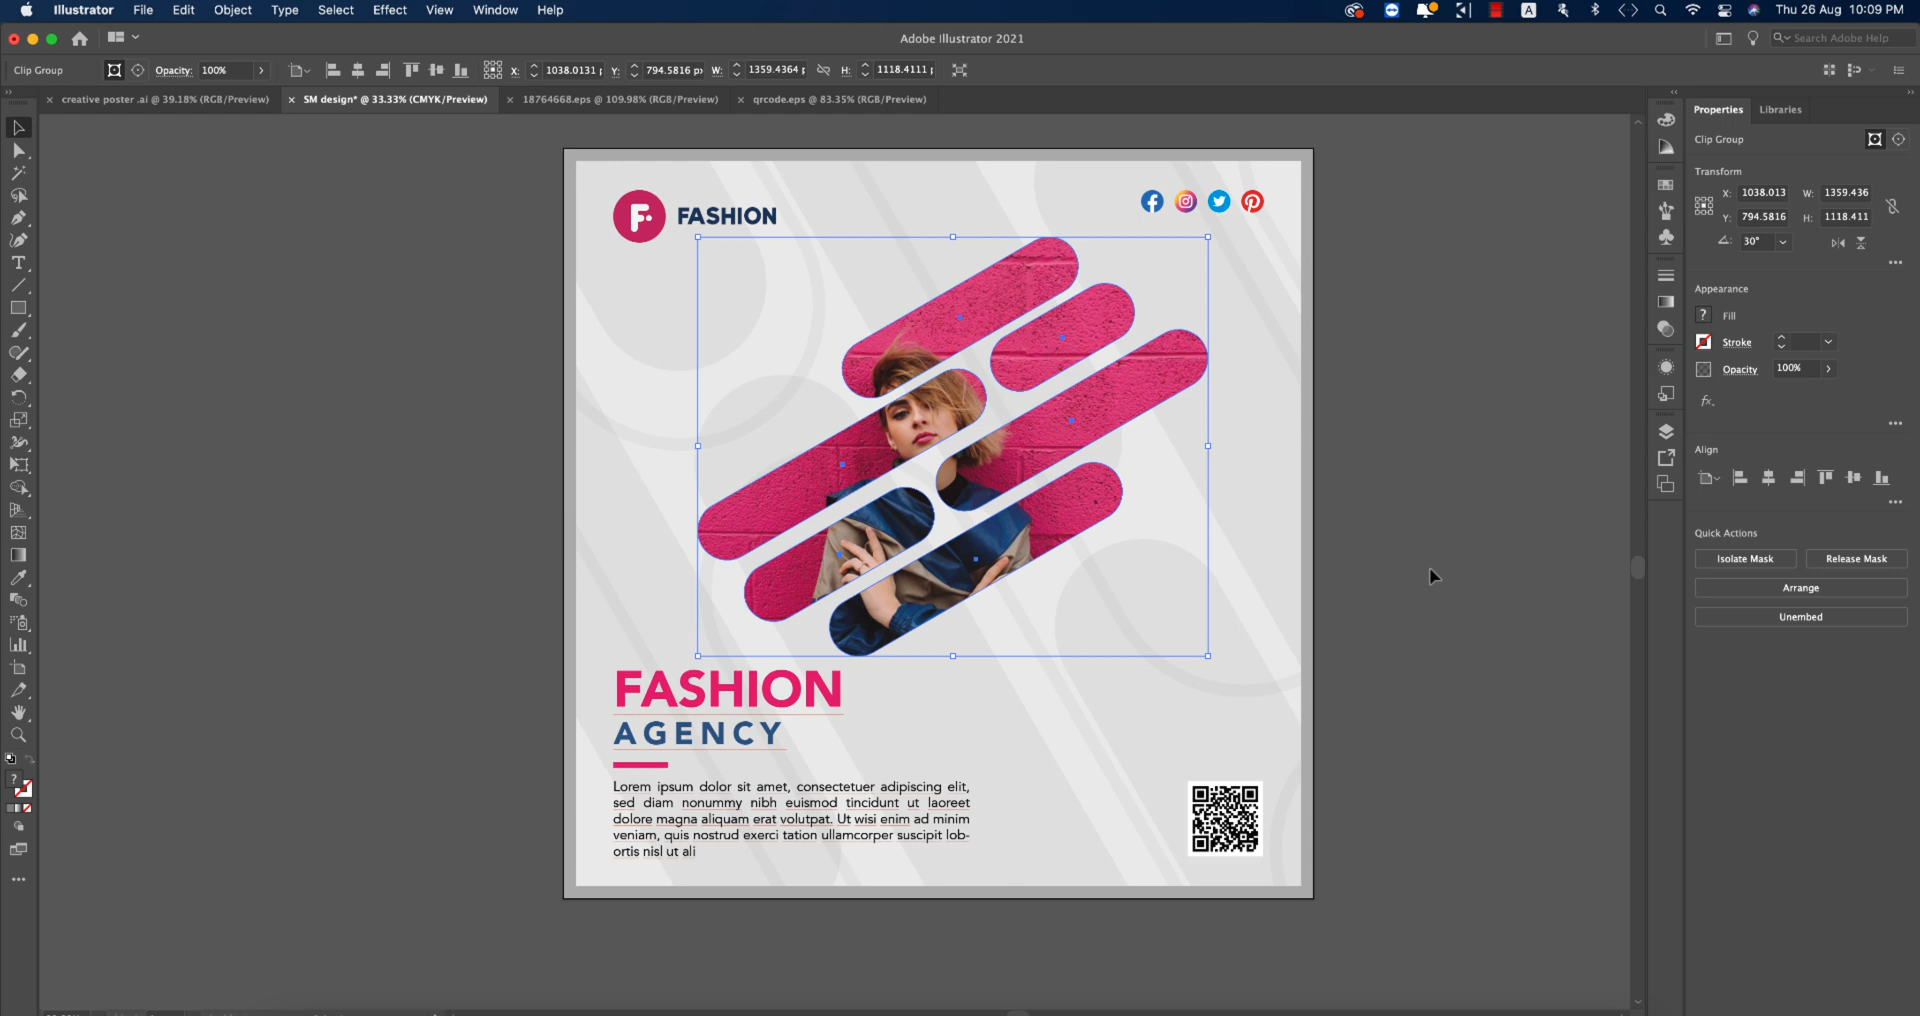 Illustrator File Edit Object Type Select Effect View Window Help
A
Thu 26 Aug 10:09 PM
Adobe Illustrator 2021
Search Adobe Help
Clip Group
Opacity: 100%
X: 1038.0131 Y: 794.5816 px W: 1359.4364 H: 1118.4111
creative poster .ai @ 39.18% (RGB/Preview)
SM design* @ 33.33% (CMYK/Preview)
18764668.eps @ 109.98% (RGB/Preview)
qrcode.eps @ 83.35% (RGB/Preview)
Properties Libraries
Clip Group
Transform
X: 1038.013 W: 1359.436
Y: 794.5816 H: 1118.411
30°
Appearance
? Fill
Stroke
Opacity 100%
fx.
Align
Quick Actions
Isolate Mask Release Mask
Arrange
Unembed
F
FASHION
FASHION
AGENCY
Lorem ipsum dolor sit amet, consectetuer adipiscing elit,
sed diam nonummy nibh euismod tincidunt ut laoreet
dolore magna aliquam erat volutpat. Ut wisi enim ad minim
veniam, quis nostrud exerci tation ullamcorper suscipit lob-
ortis nisl ut ali